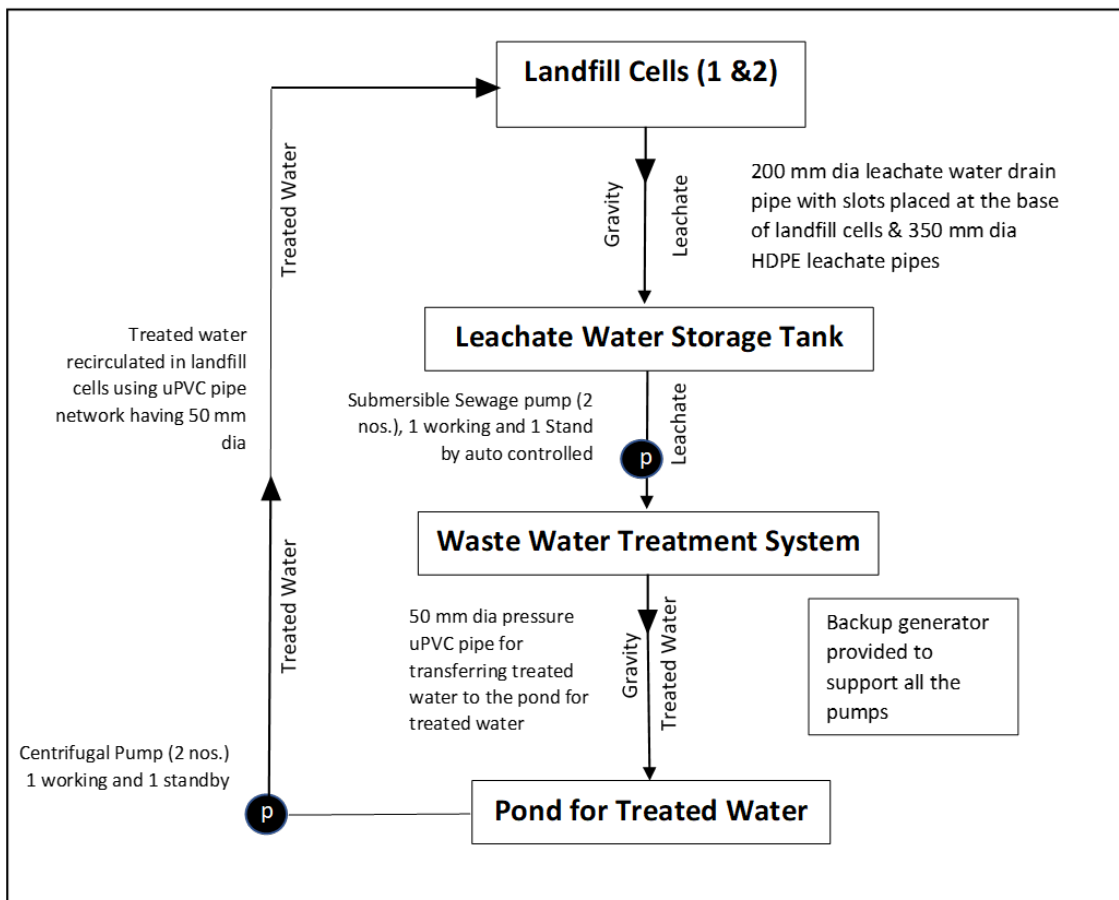 Landfill Cells (1 &2)
Treated Water
Gravity
Leachate
200 mm dia leachate water drain
pipe with slots placed at the base
of landfill cells & 350 mm dia
HDPE leachate pipes
Leachate Water Storage Tank
Treated water
recirculated in landfill
cells using uPVC pipe
network having 50 mm
dia
Submersible Sewage pump (2
nos.), 1 working and 1 Stand
by auto controlled
p
Leachate
Waste Water Treatment System
Treated Water
50 mm dia pressure
uPVC pipe for
transferring treated
water to the pond for
treated water
Gravity
Treated Water
Backup generator
provided to
support all the
pumps
Centrifugal Pump (2 nos.)
1 working and 1 standby
p
Pond for Treated Water